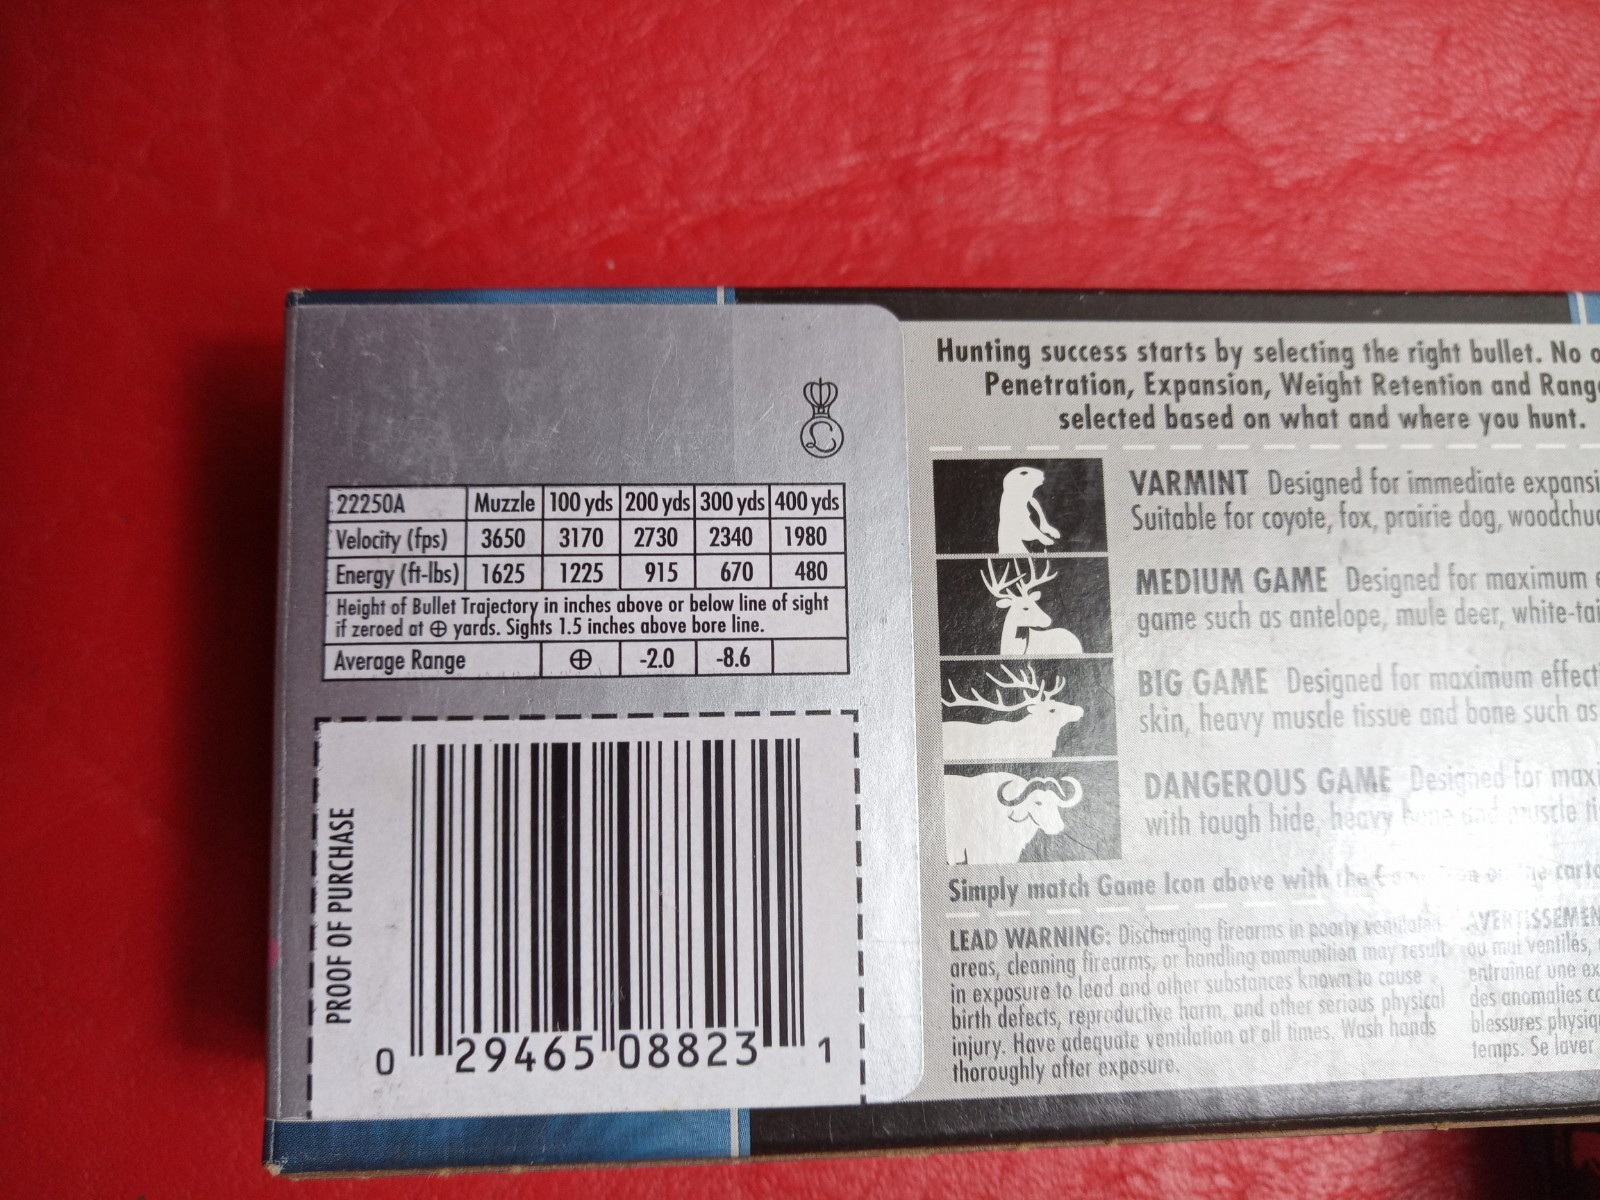 22250A Muzzle 100 yds 200 yds 300 yds 400 yds
Velocity (fps) 3650 3170 2730 2340 1980
Energy (ft-lbs) 1625 1225 915 670 480
Height of Bullet Trajectory in inches above or below line of sight
if zeroed at ⊕ yards. Sights 1.5 inches above bore line.
Average Range ⊕ -2.0 -8.6
PROOF OF PURCHASE
0 29465 08823 1
Hunting success starts by selecting the right bullet. No
Penetration, Expansion, Weight Retention and
selected based on what and where you hunt.
VARMINT Designed for immediate
Suitable for coyote, fox, prairie dog,
MEDIUM GAME Designed for maximum
game such as antelope, mule deer,
BIG GAME Designed for maximum
skin, heavy muscle tissue and bone such as
DANGEROUS GAME Designed for
with tough hide, heavy
Simply match Game Icon above with the
LEAD WARNING: Discharging firearms in poorly ventilated
areas, cleaning firearms, or handling ammunition may result
in exposure to lead and other substances known to cause
birth defects, reproductive harm, and other serious physical
injury. Have adequate ventilation at all times. Wash hands
thoroughly after exposure.
ou mal ventilés,
entraîner une
des anomalies
blessures
temps. Se laver